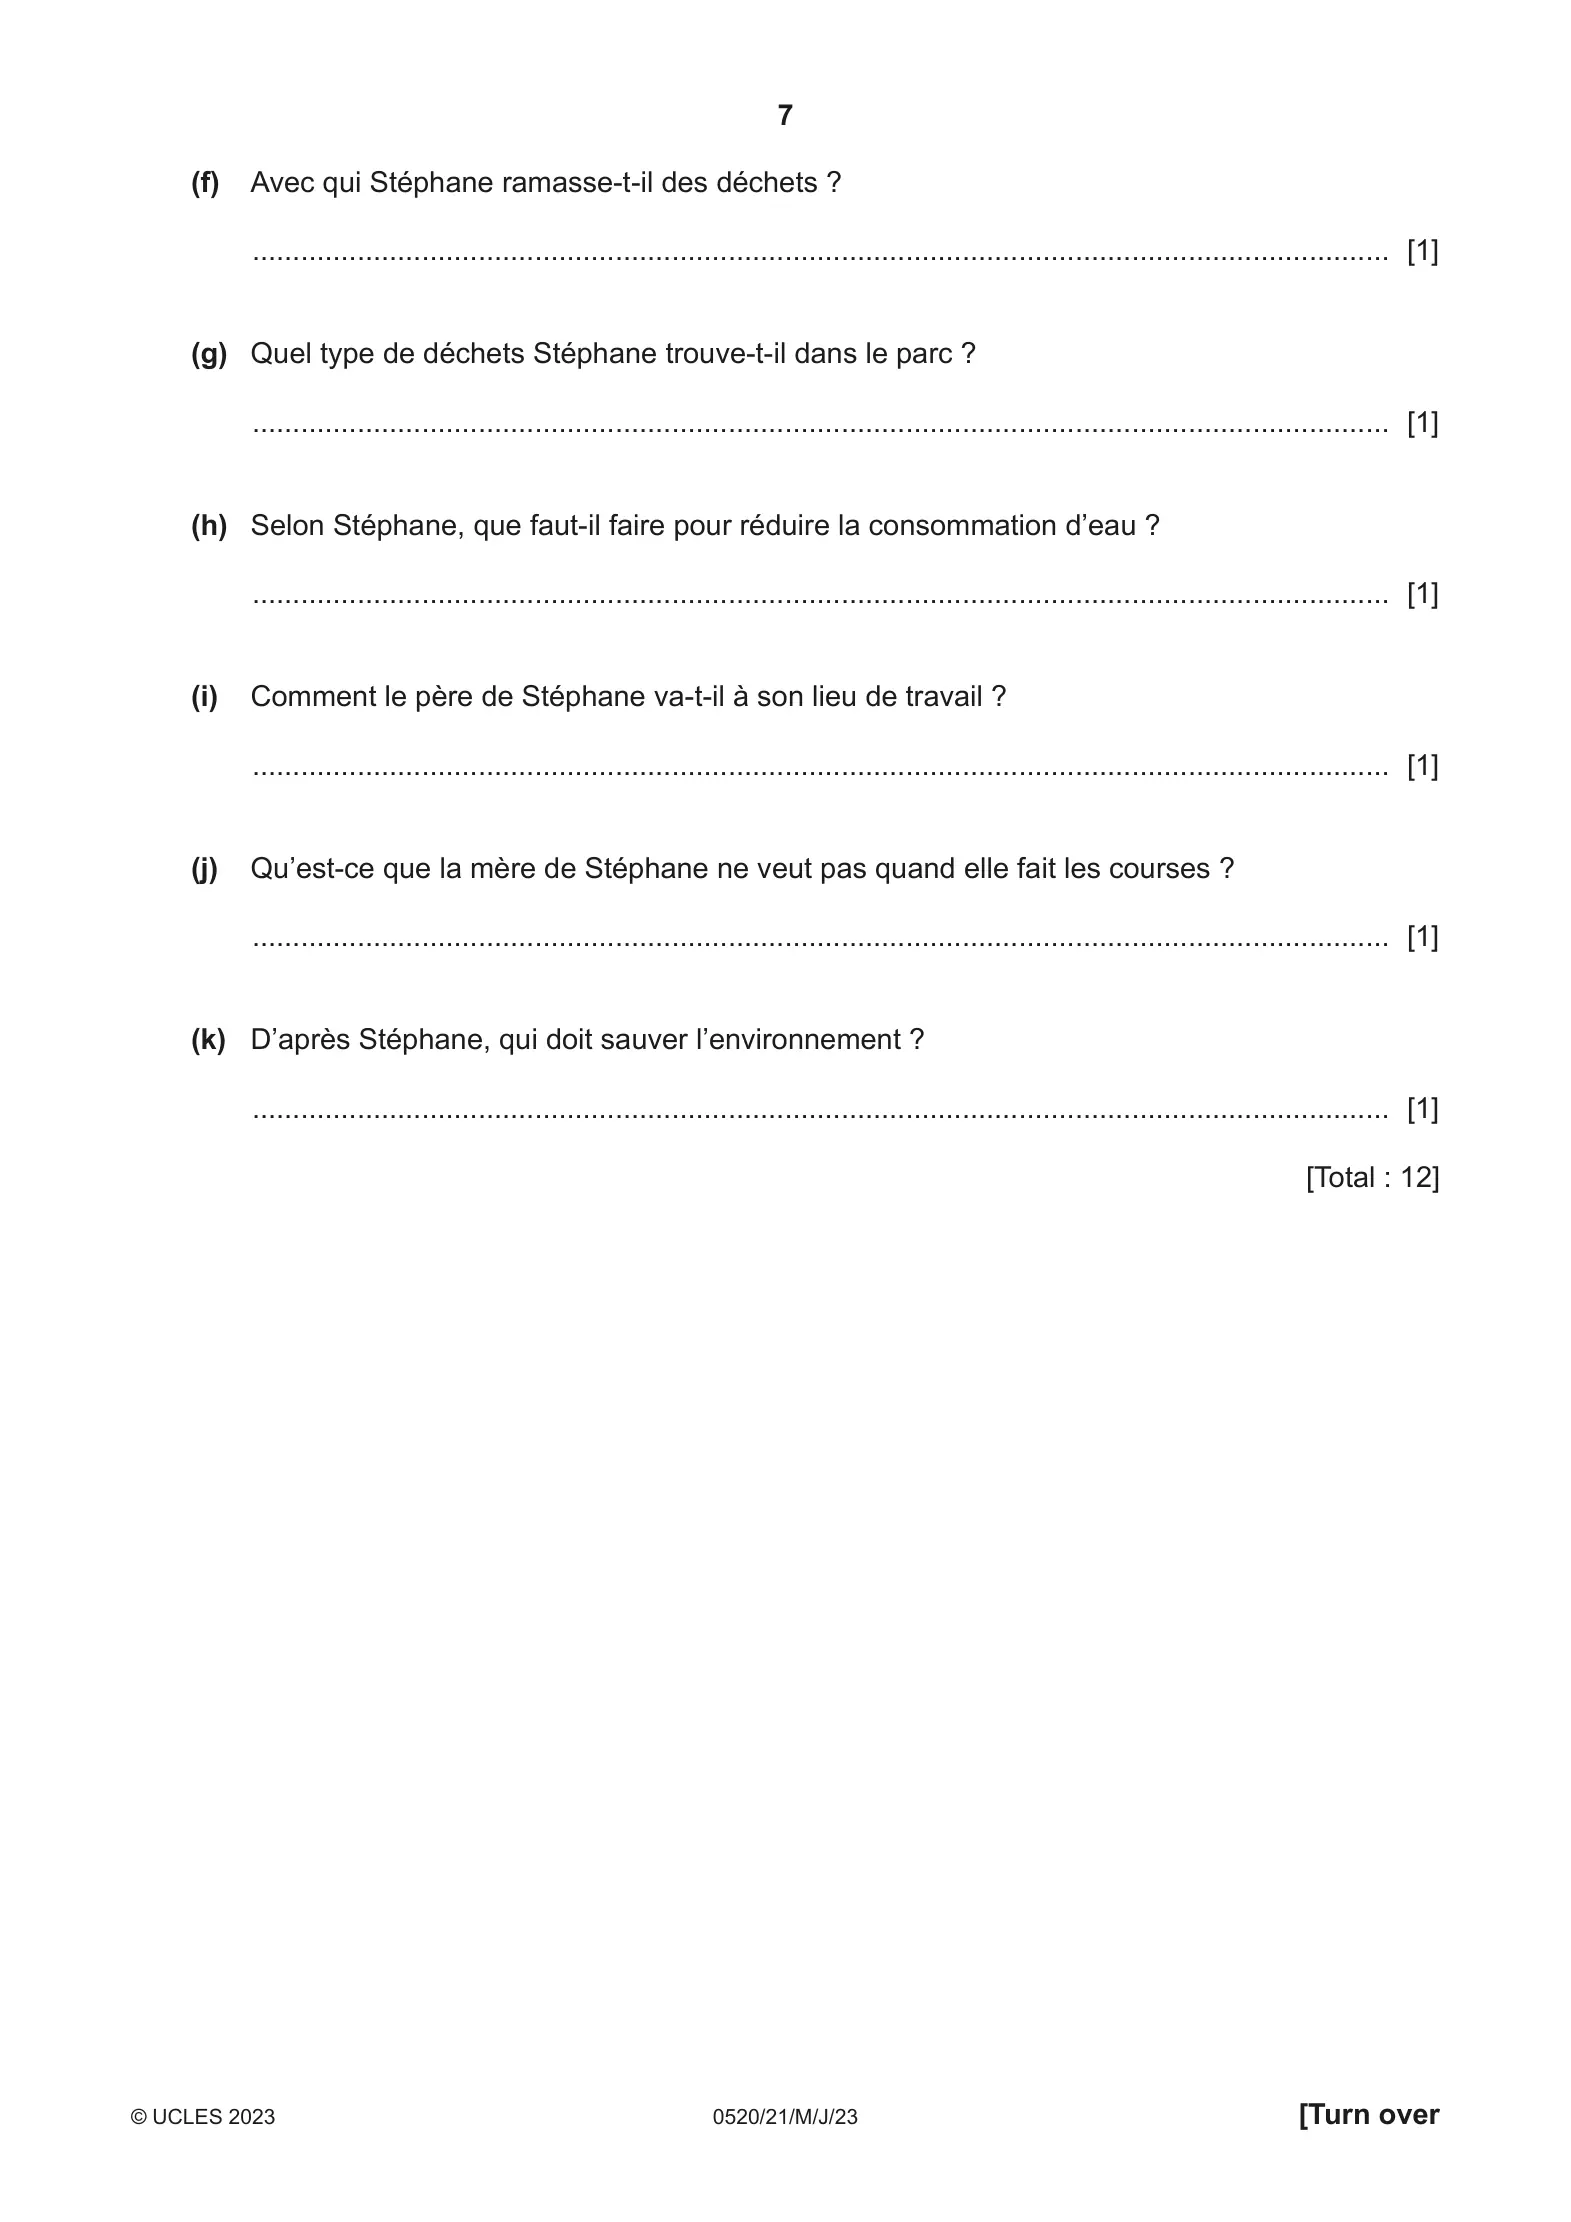 7
(f) Avec qui Stéphane ramasse-t-il des déchets ?
............................................................................................................................................. [1]
(g) Quel type de déchets Stéphane trouve-t-il dans le parc ?
............................................................................................................................................. [1]
(h) Selon Stéphane, que faut-il faire pour réduire la consommation d’eau ?
............................................................................................................................................. [1]
(i) Comment le père de Stéphane va-t-il à son lieu de travail ?
............................................................................................................................................. [1]
(j) Qu’est-ce que la mère de Stéphane ne veut pas quand elle fait les courses ?
............................................................................................................................................. [1]
(k) D’après Stéphane, qui doit sauver l’environnement ?
............................................................................................................................................. [1]
[Total : 12]
© UCLES 2023 0520/21/M/J/23 [Turn over